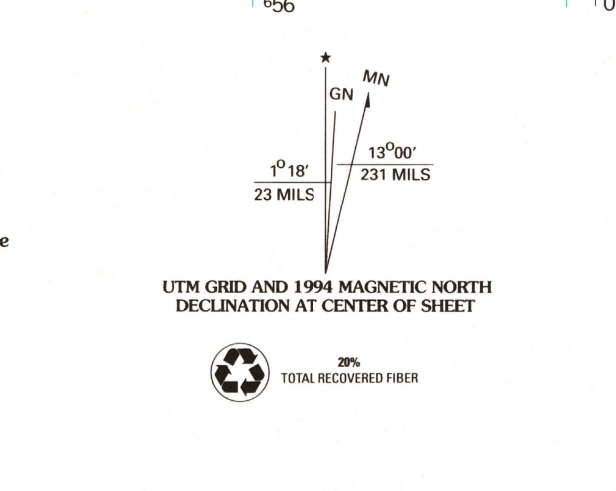 ⁶56
★
MN
GN
1° 18′
23 MILS
13°00′
231 MILS
e
UTM GRID AND 1994 MAGNETIC NORTH
DECLINATION AT CENTER OF SHEET
20%
TOTAL RECOVERED FIBER